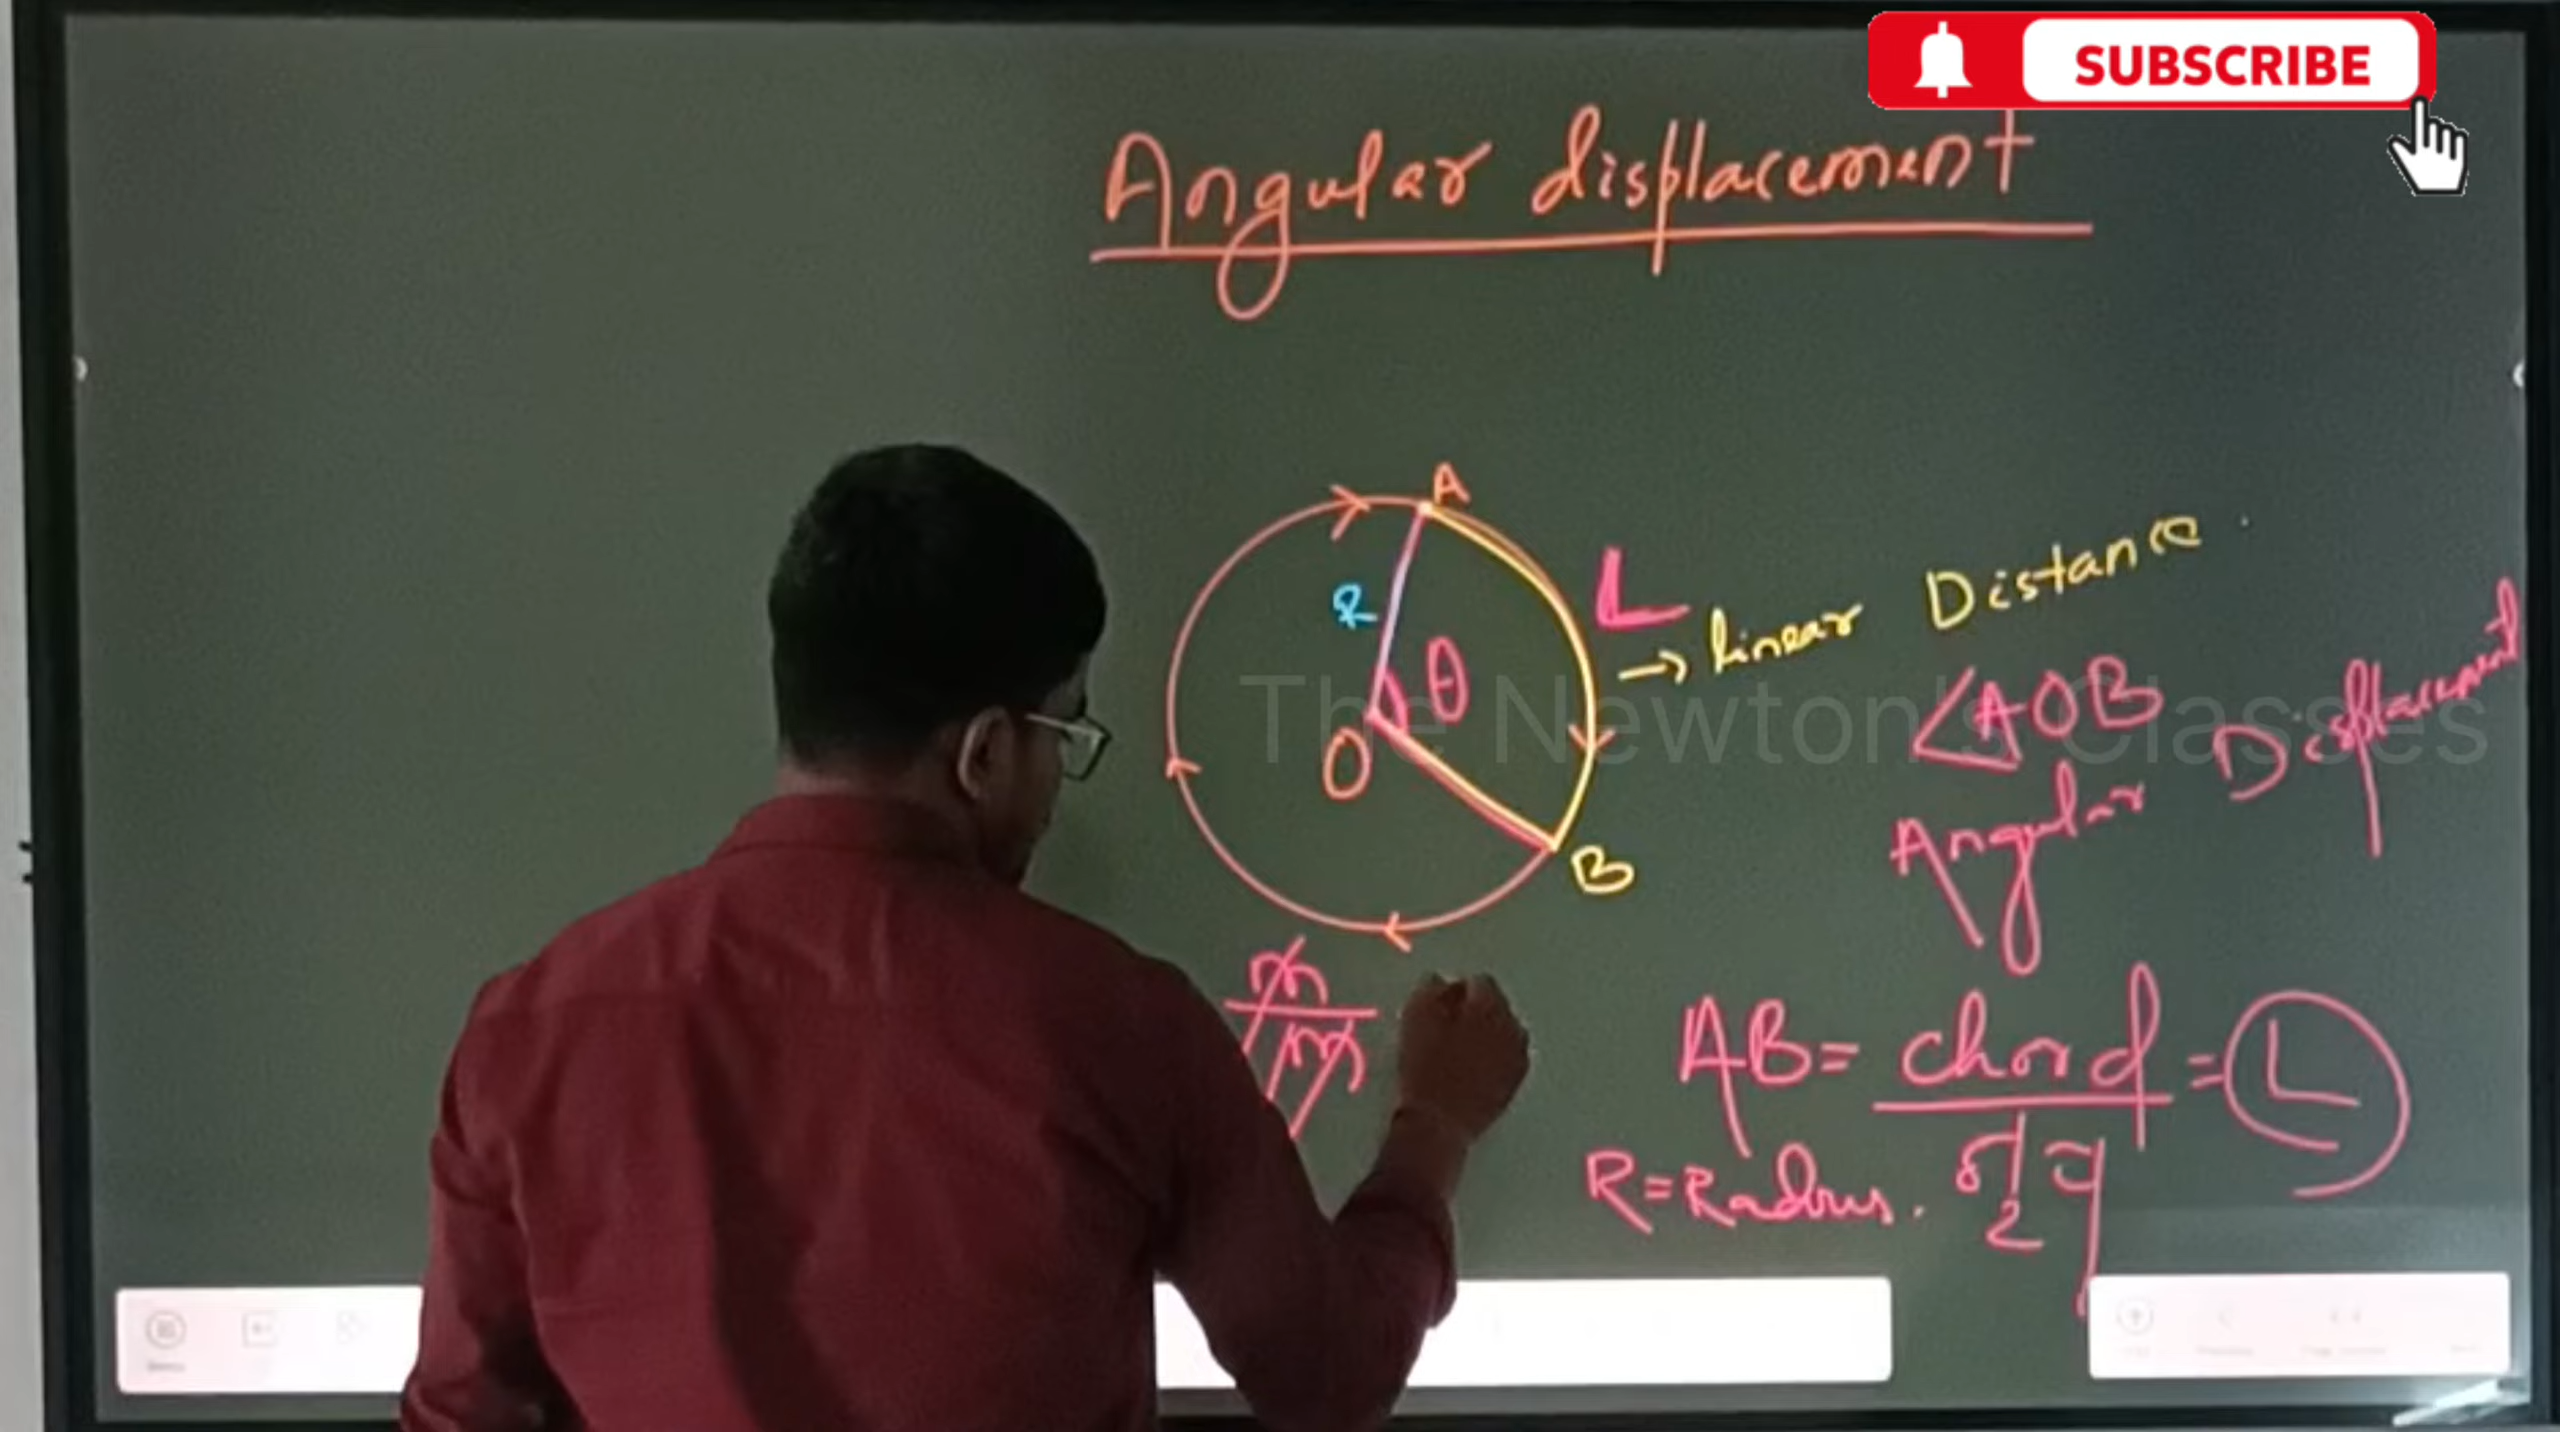 SUBSCRIBE
Angular displacement
A
R
L
θ
O
B
→ Linear Distance
The Newton's Classes
∠AOB
Angular Displacement
m
m
AB = chord = L
R = Radius.